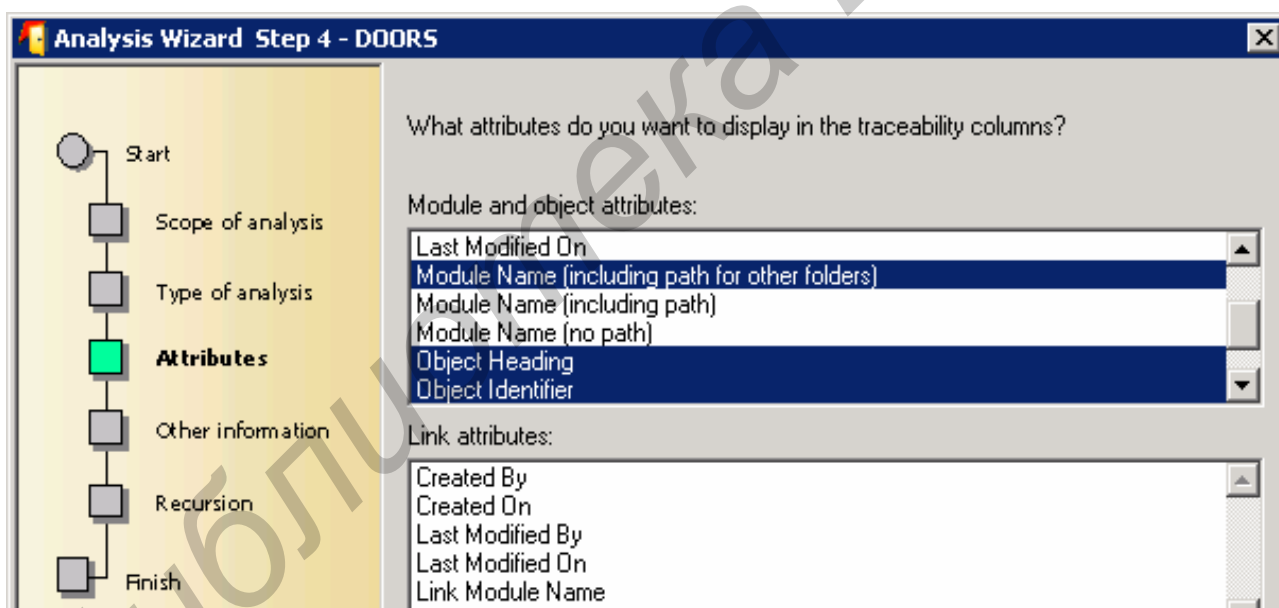 Analysis Wizard Step 4 - DOORS
Start
Scope of analysis
Type of analysis
Attributes
Other information
Recursion
Finish
What attributes do you want to display in the traceability columns?
Module and object attributes:
Last Modified On
Module Name (including path for other folders)
Module Name (including path)
Module Name (no path)
Object Heading
Object Identifier
Link attributes:
Created By
Created On
Last Modified By
Last Modified On
Link Module Name
блиотека